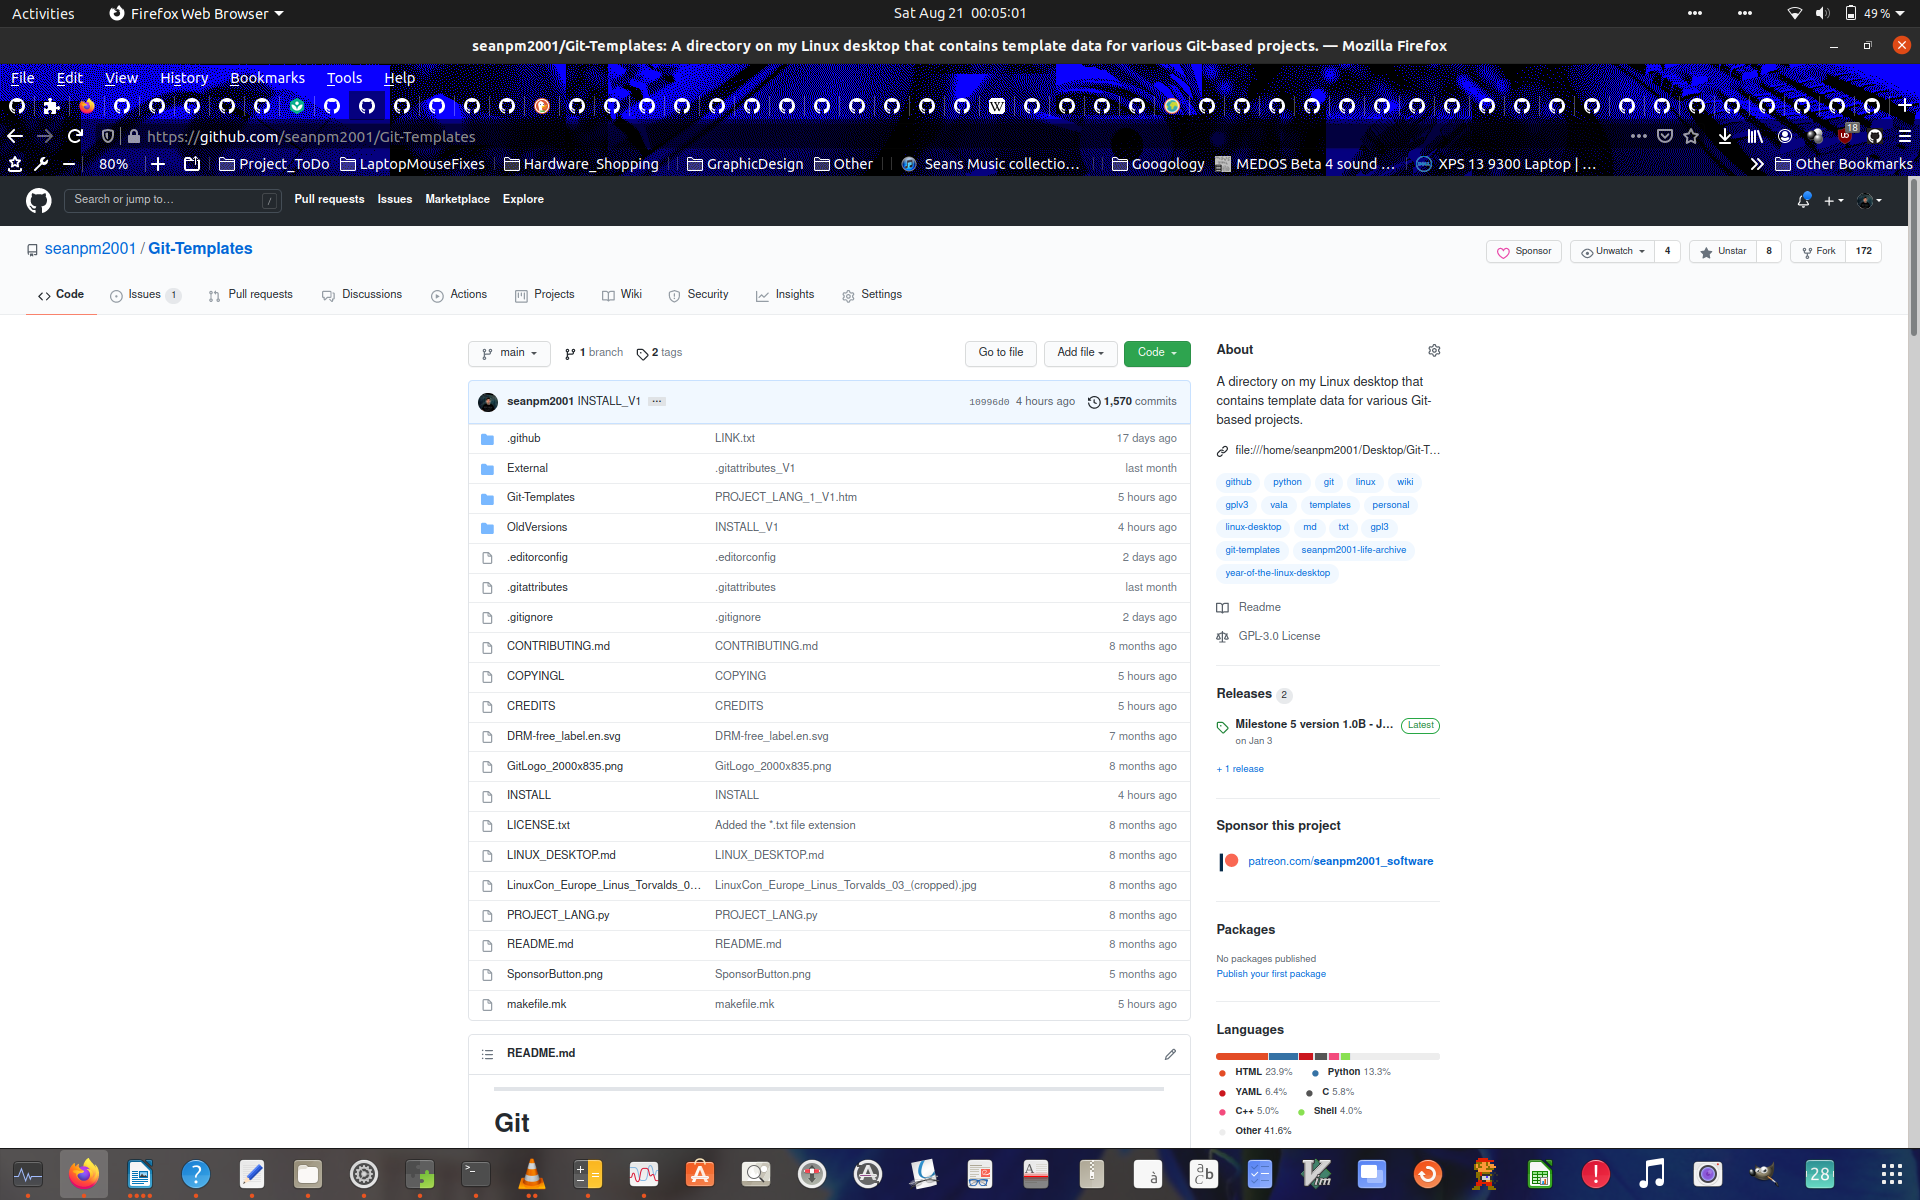 Activities Firefox Web Browser Sat Aug 21 00:05:01 49 %
seanpm2001/Git-Templates: A directory on my Linux desktop that contains template data for various Git-based projects. — Mozilla Firefox
File Edit View History Bookmarks Tools Help
https://github.com/seanpm2001/Git-Templates 18
80% Project_ToDo LaptopMouseFixes Hardware_Shopping GraphicDesign Other Seans Music collectio… Googology MEDOS Beta 4 sound … XPS 13 9300 Laptop | … Other Bookmarks
Search or jump to… / Pull requests Issues Marketplace Explore
seanpm2001 / Git-Templates Sponsor Unwatch 4 Unstar 8 Fork 172
Code Issues 1 Pull requests Discussions Actions Projects Wiki Security Insights Settings
main 1 branch 2 tags Go to file Add file Code
seanpm2001 INSTALL_V1 ... 10996d0 4 hours ago 1,570 commits
.github LINK.txt 17 days ago
External .gitattributes_V1 last month
Git-Templates PROJECT_LANG_1_V1.htm 5 hours ago
OldVersions INSTALL_V1 4 hours ago
.editorconfig .editorconfig 2 days ago
.gitattributes .gitattributes last month
.gitignore .gitignore 2 days ago
CONTRIBUTING.md CONTRIBUTING.md 8 months ago
COPYINGL COPYING 5 hours ago
CREDITS CREDITS 5 hours ago
DRM-free_label.en.svg DRM-free_label.en.svg 7 months ago
GitLogo_2000x835.png GitLogo_2000x835.png 8 months ago
INSTALL INSTALL 4 hours ago
LICENSE.txt Added the *.txt file extension 8 months ago
LINUX_DESKTOP.md LINUX_DESKTOP.md 8 months ago
LinuxCon_Europe_Linus_Torvalds_0... LinuxCon_Europe_Linus_Torvalds_03_(cropped).jpg 8 months ago
PROJECT_LANG.py PROJECT_LANG.py 8 months ago
README.md README.md 8 months ago
SponsorButton.png SponsorButton.png 5 months ago
makefile.mk makefile.mk 5 hours ago
README.md
Git
About
A directory on my Linux desktop that
contains template data for various Git-
based projects.
file:///home/seanpm2001/Desktop/Git-T...
github python git linux wiki
gplv3 vala templates personal
linux-desktop md txt gpl3
git-templates seanpm2001-life-archive
year-of-the-linux-desktop
Readme
GPL-3.0 License
Releases 2
Milestone 5 version 1.0B - J... Latest
on Jan 3
+ 1 release
Sponsor this project
patreon.com/seanpm2001_software
Packages
No packages published
Publish your first package
Languages
HTML 23.9% Python 13.3%
YAML 6.4% C 5.8%
C++ 5.0% Shell 4.0%
Other 41.6%
28